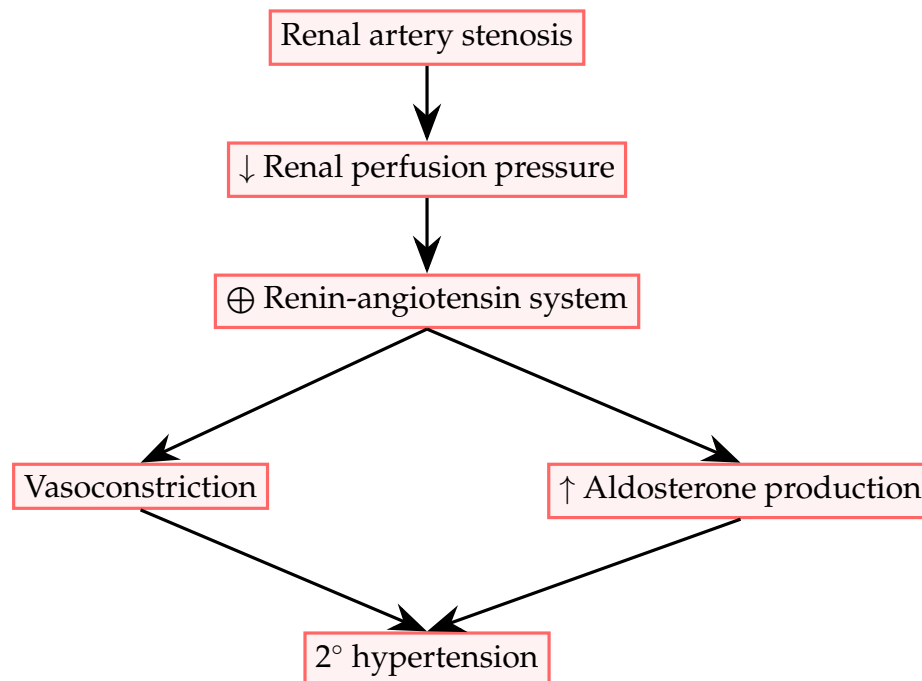 Renal artery stenosis
↓ Renal perfusion pressure
⊕ Renin-angiotensin system
Vasoconstriction
↑ Aldosterone production
2° hypertension